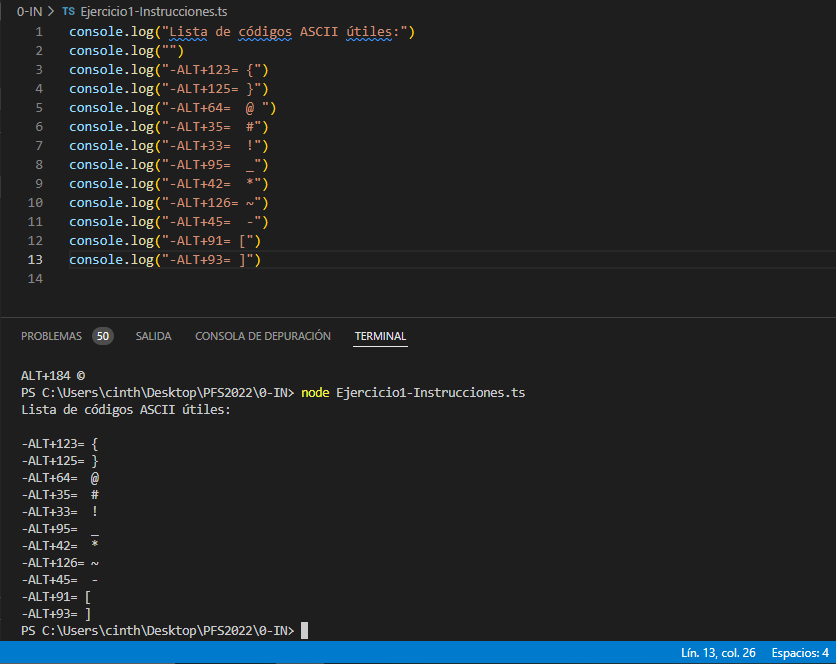 0-IN > TS Ejercicio1-Instrucciones.ts
1 console.log("Lista de códigos ASCII útiles:")
2 console.log("")
3 console.log("-ALT+123= {")
4 console.log("-ALT+125= }")
5 console.log("-ALT+64=  @ ")
6 console.log("-ALT+35=  #")
7 console.log("-ALT+33=  !")
8 console.log("-ALT+95=  _")
9 console.log("-ALT+42=  *")
10 console.log("-ALT+126= ~")
11 console.log("-ALT+45=  -")
12 console.log("-ALT+91= [")
13 console.log("-ALT+93= ]")
14
PROBLEMAS 50 SALIDA CONSOLA DE DEPURACIÓN TERMINAL
ALT+184 ©
PS C:\Users\cinth\Desktop\PFS2022\0-IN> node Ejercicio1-Instrucciones.ts
Lista de códigos ASCII útiles:
-ALT+123= {
-ALT+125= }
-ALT+64=  @
-ALT+35=  #
-ALT+33=  !
-ALT+95=  _
-ALT+42=  *
-ALT+126= ~
-ALT+45=  -
-ALT+91= [
-ALT+93= ]
PS C:\Users\cinth\Desktop\PFS2022\0-IN>
Lín. 13, col. 26 Espacios: 4